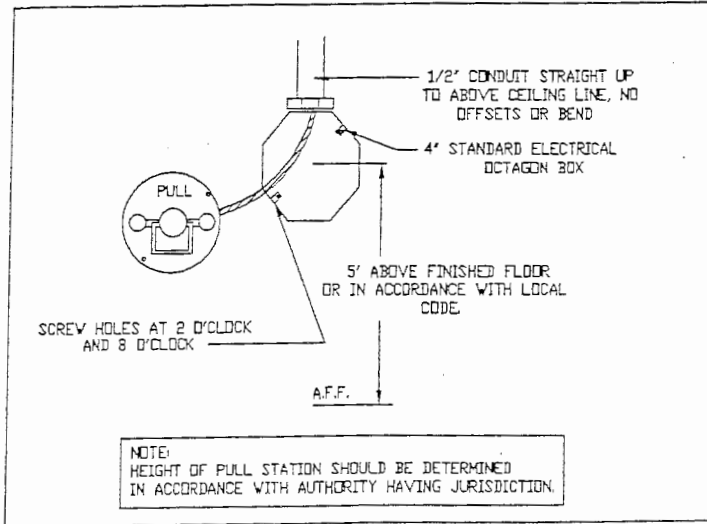 1/2" CONDUIT STRAIGHT UP
TO ABOVE CEILING LINE, NO
OFFSETS OR BEND
4" STANDARD ELECTRICAL
OCTAGON BOX
PULL
5' ABOVE FINISHED FLOOR
OR IN ACCORDANCE WITH LOCAL
CODE.
SCREW HOLES AT 2 O'CLOCK
AND 8 O'CLOCK
A.F.F.
NOTE:
HEIGHT OF PULL STATION SHOULD BE DETERMINED
IN ACCORDANCE WITH AUTHORITY HAVING JURISDICTION.